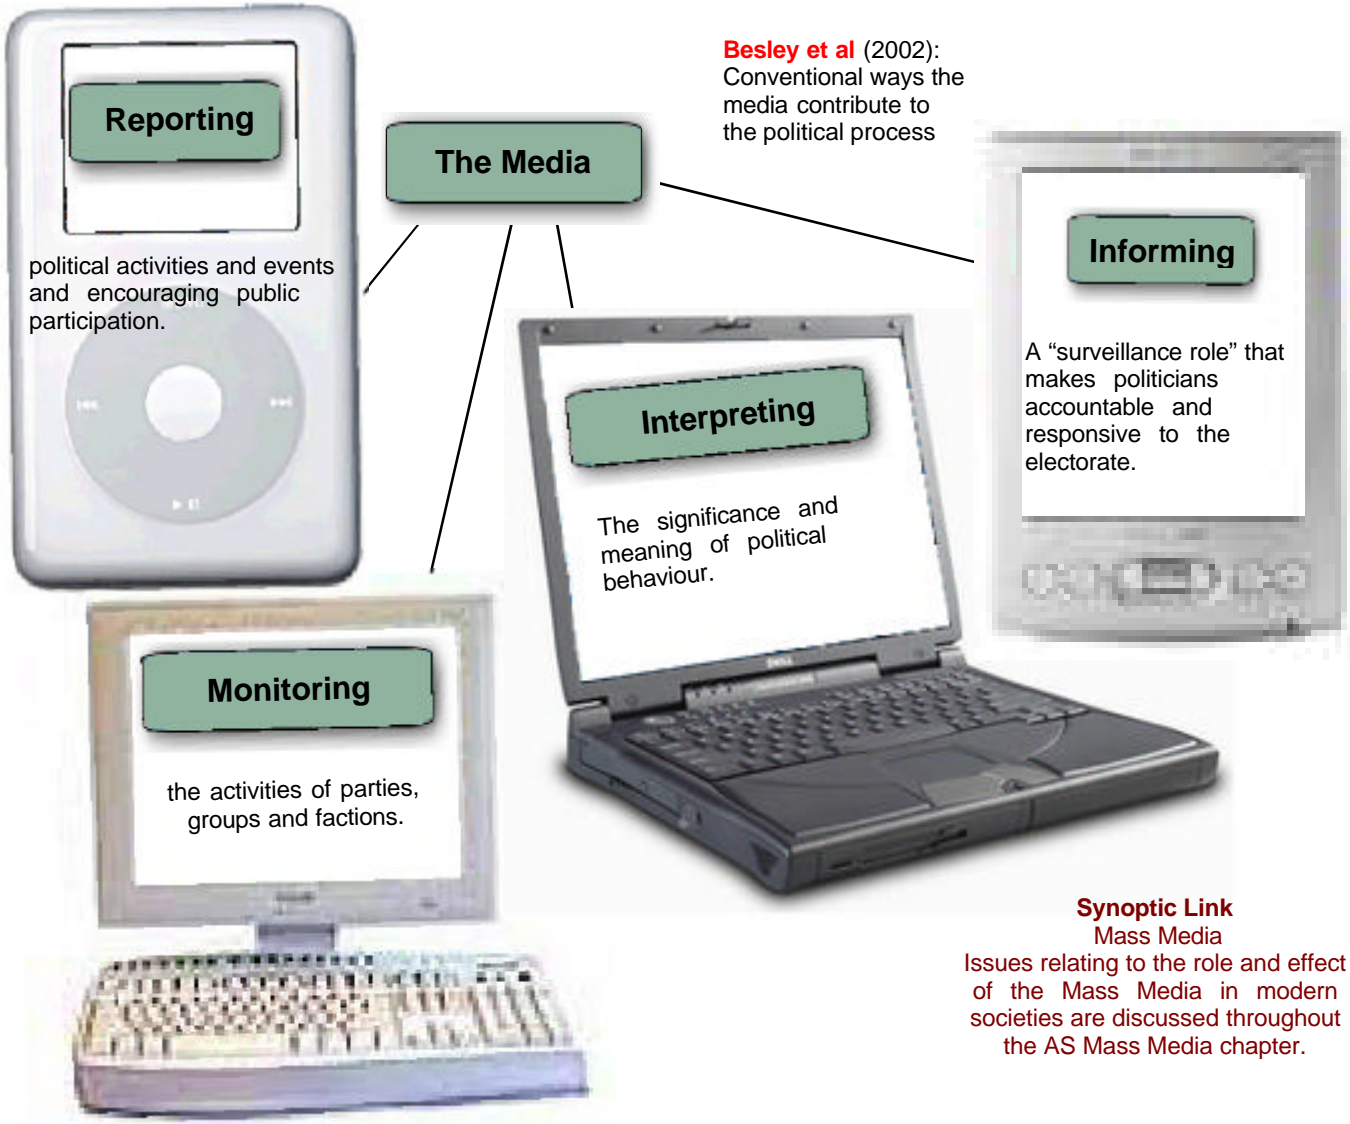 Besley et al (2002):
Conventional ways the
media contribute to
the political process
Reporting
The Media
political activities and events
and encouraging public
participation.
Informing
A “surveillance role” that
makes politicians
accountable and
responsive to the
electorate.
Interpreting
The significance and
meaning of political
behaviour.
DELL
Monitoring
the activities of parties,
groups and factions.
Synoptic Link
Mass Media
Issues relating to the role and effect
of the Mass Media in modern
societies are discussed throughout
the AS Mass Media chapter.